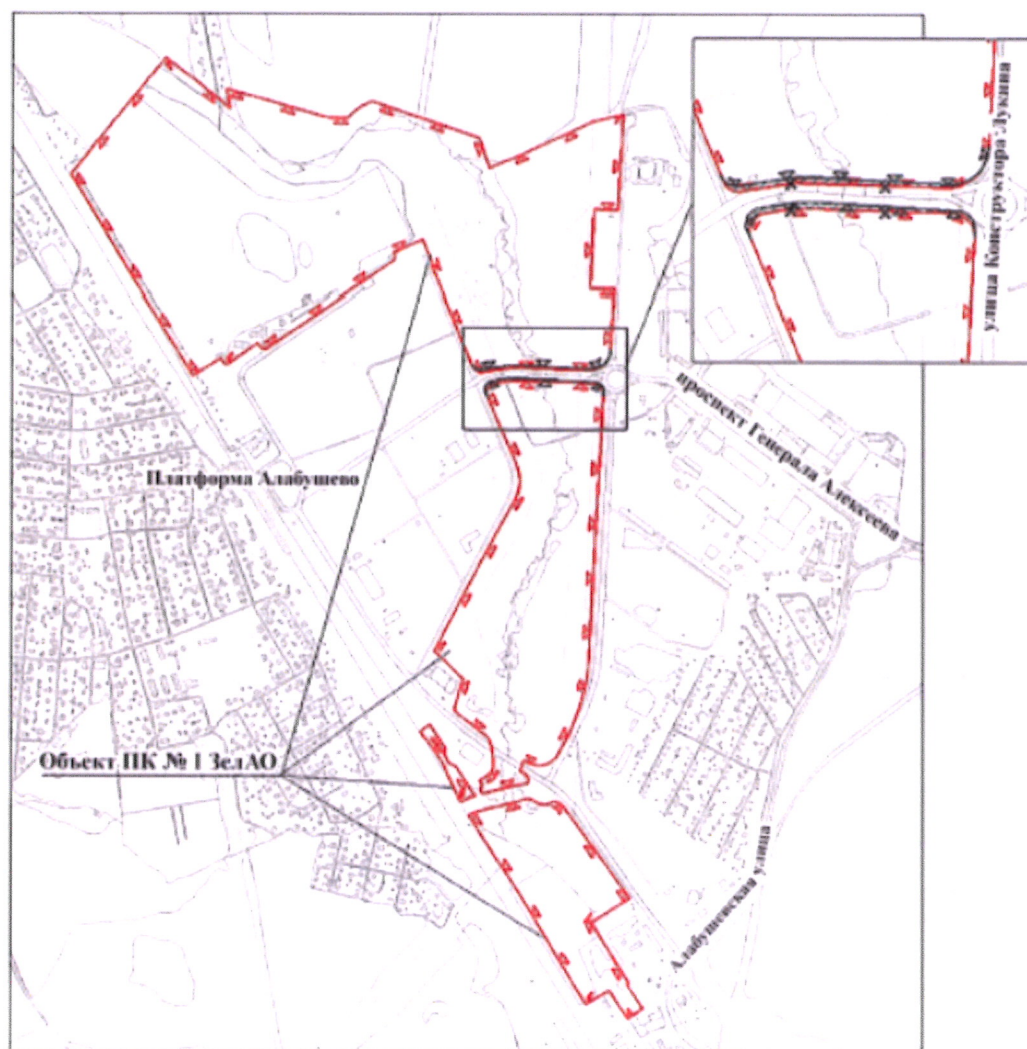 улица Конструктора Лукина
проспект Генерала Алексеева
Платформа Алабушево
Объект ПК № 1 ЗелАО
Алабушевская улица